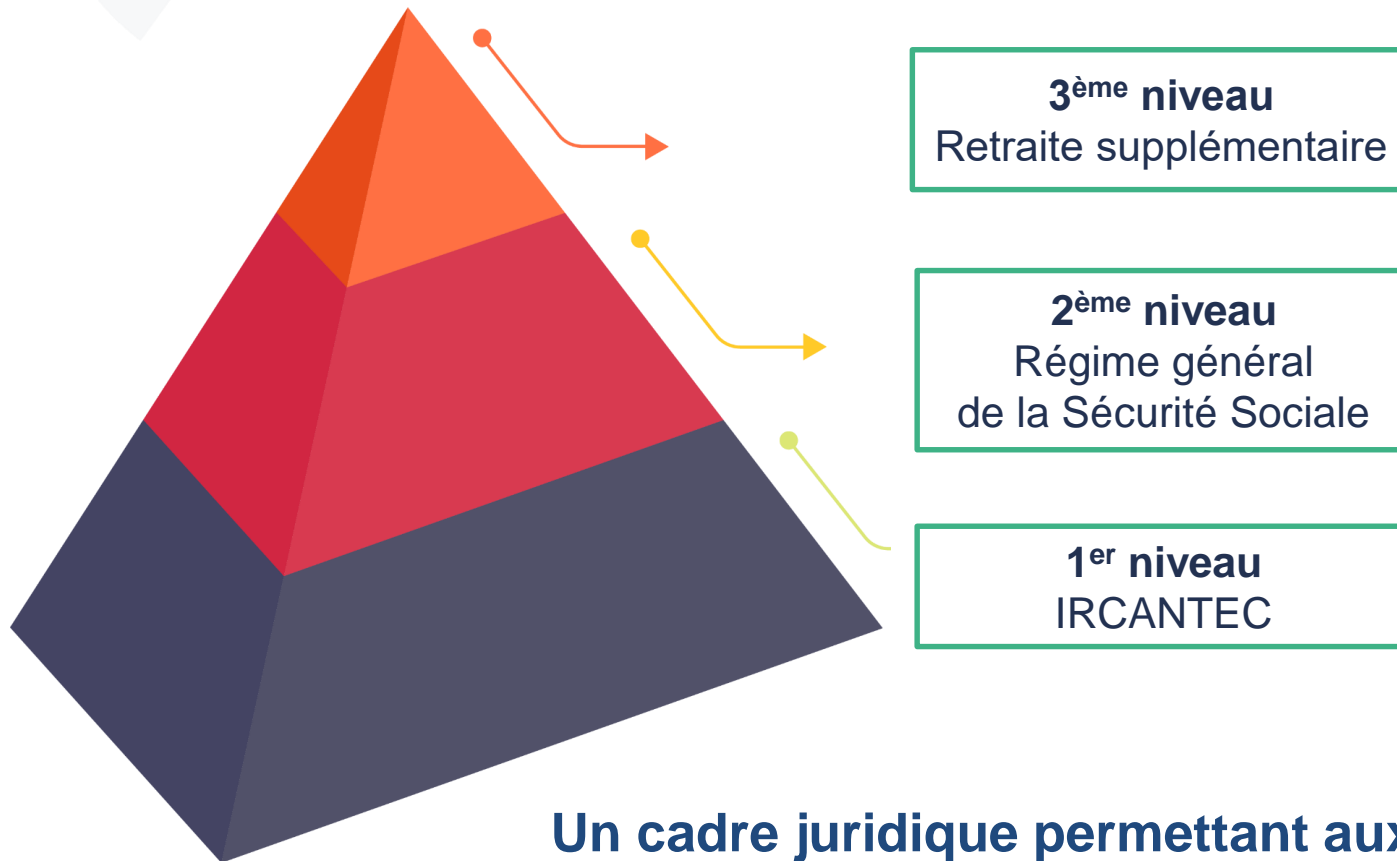 3ème niveau
Retraite supplémentaire
2ème niveau
Régime général
de la Sécurité Sociale
1er niveau
IRCANTEC
Un cadre juridique permettant aux